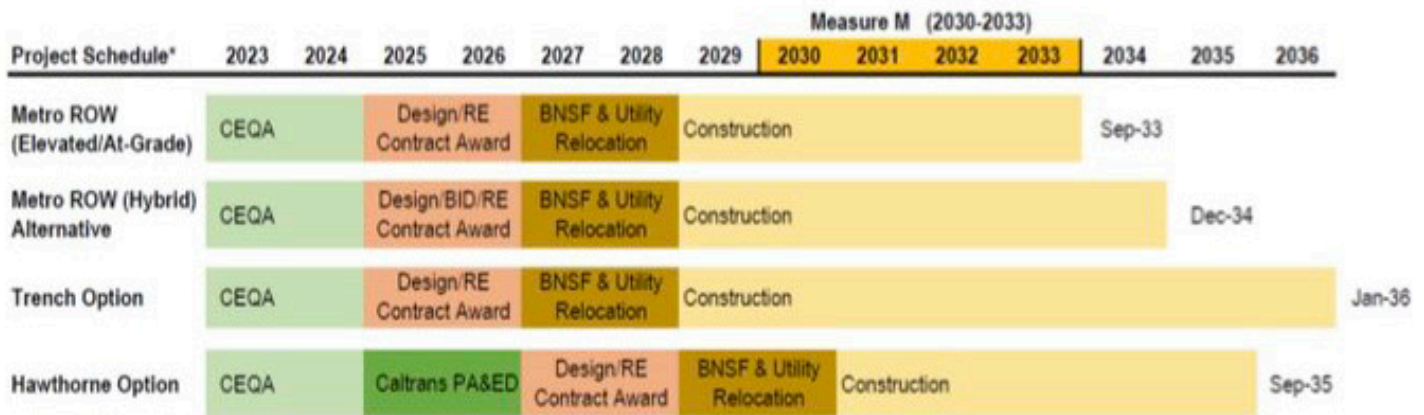 Measure M (2030-2033)
Project Schedule* 2023 2024 2025 2026 2027 2028 2029 2030 2031 2032 2033 2034 2035 2036
Metro ROW
(Elevated/At-Grade)
CEQA
Design/RE
Contract Award
BNSF & Utility
Relocation
Construction
Sep-33
Metro ROW (Hybrid)
Alternative
CEQA
Design/BID/RE
Contract Award
BNSF & Utility
Relocation
Construction
Dec-34
Trench Option
CEQA
Design/RE
Contract Award
BNSF & Utility
Relocation
Construction
Jan-36
Hawthorne Option
CEQA
Caltrans PA&ED
Design/RE
Contract Award
BNSF & Utility
Relocation
Construction
Sep-35